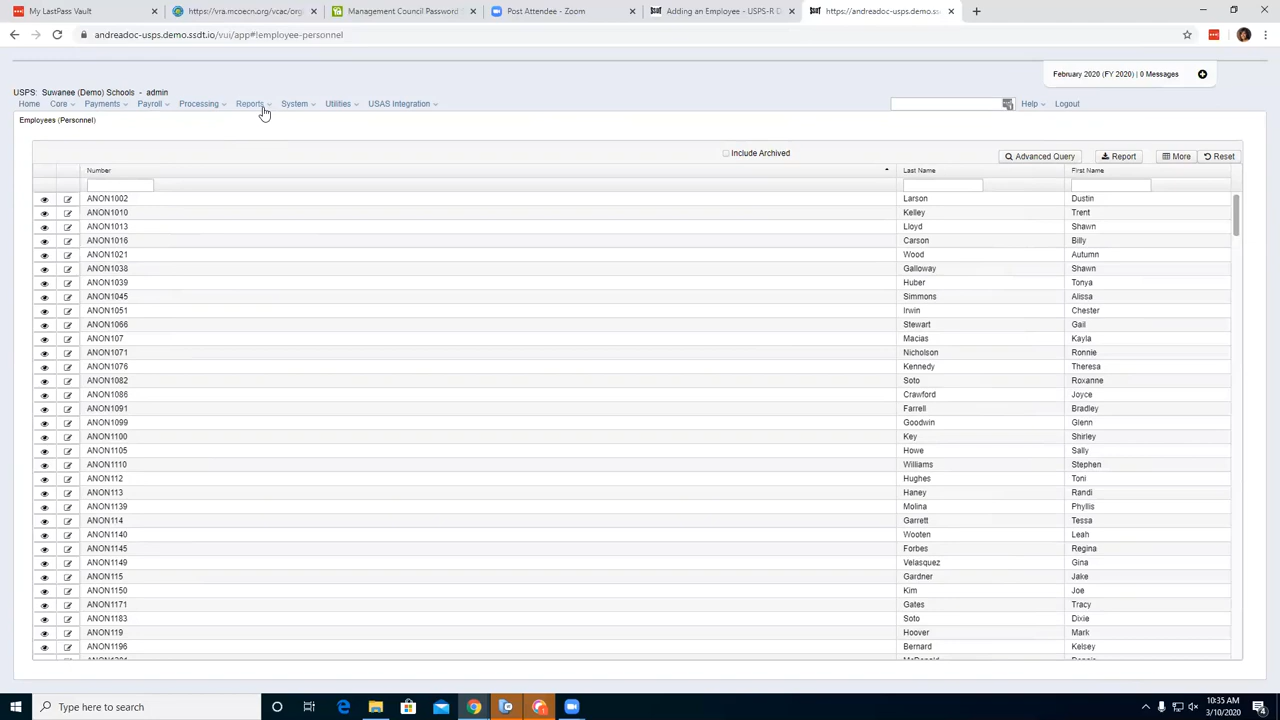 My LastPass Vault
https://vra.mcoecn.org/vcav/org
Management Council Password
Post Attendee - Zoom
Adding an Employee - USPS-R D
https://andreadoc-usps.demo.ss
andreadoc-usps.demo.ssdt.io/vui/app#!employee-personnel
February 2020 (FY 2020) | 0 Messages
USPS: Suwanee (Demo) Schools - admin
Home Core Payments Payroll Processing Reports System Utilities USAS Integration Help Logout
Employees (Personnel)
Include Archived Advanced Query Report More Reset
Number Last Name First Name
ANON1002 Larson Dustin
ANON1010 Kelley Trent
ANON1013 Lloyd Shawn
ANON1016 Carson Billy
ANON1021 Wood Autumn
ANON1038 Galloway Shawn
ANON1039 Huber Tonya
ANON1045 Simmons Alissa
ANON1051 Irwin Chester
ANON1066 Stewart Gail
ANON107 Macias Kayla
ANON1071 Nicholson Ronnie
ANON1076 Kennedy Theresa
ANON1082 Soto Roxanne
ANON1086 Crawford Joyce
ANON1091 Farrell Bradley
ANON1099 Goodwin Glenn
ANON1100 Key Shirley
ANON1105 Howe Sally
ANON1110 Williams Stephen
ANON112 Hughes Toni
ANON113 Haney Randi
ANON1139 Molina Phyllis
ANON114 Garrett Tessa
ANON1140 Wooten Leah
ANON1145 Forbes Regina
ANON1149 Velasquez Gina
ANON115 Gardner Jake
ANON1150 Kim Joe
ANON1171 Gates Tracy
ANON1183 Soto Dixie
ANON119 Hoover Mark
ANON1196 Bernard Kelsey
Type here to search
10:35 AM
3/10/2020
4